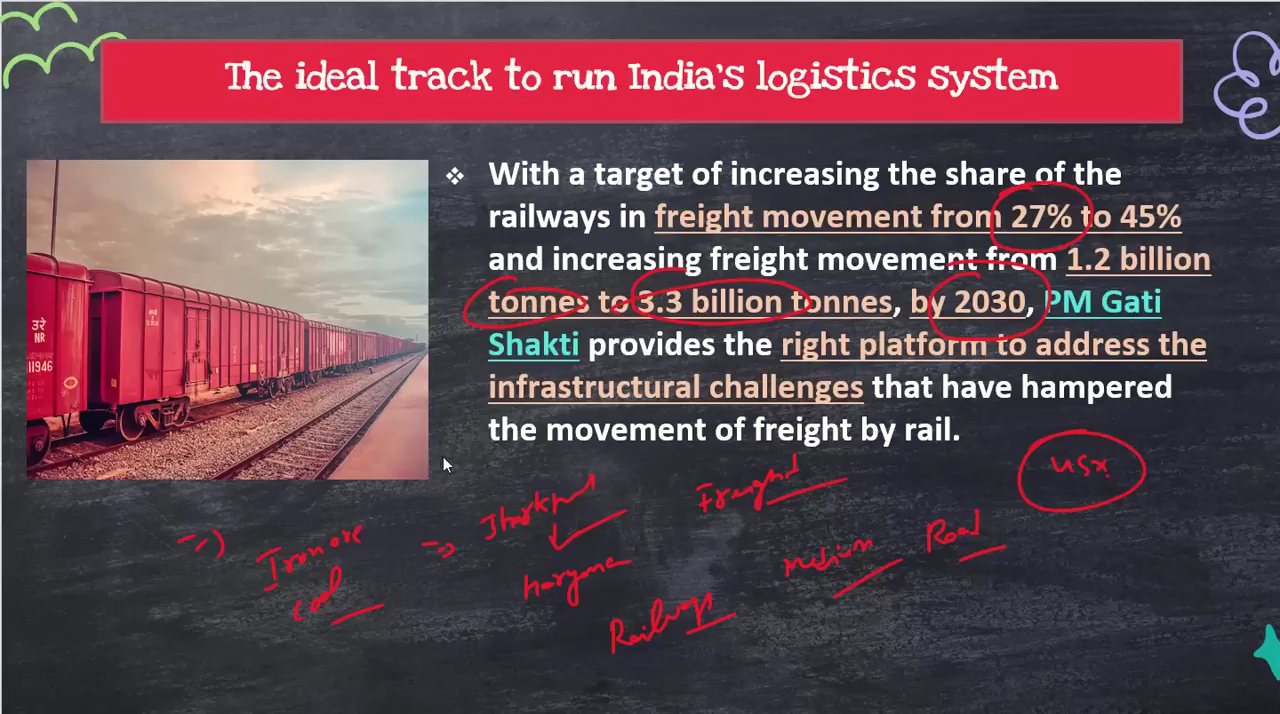 The ideal track to run India's logistics system
❖ With a target of increasing the share of the
railways in freight movement from 27% to 45%
and increasing freight movement from 1.2 billion
tonnes to 3.3 billion tonnes, by 2030, PM Gati
Shakti provides the right platform to address the
infrastructural challenges that have hampered
the movement of freight by rail.
उरे
NR
11946
Iron ore
Coal
Haryana
Railways
Freight
Medium
Road